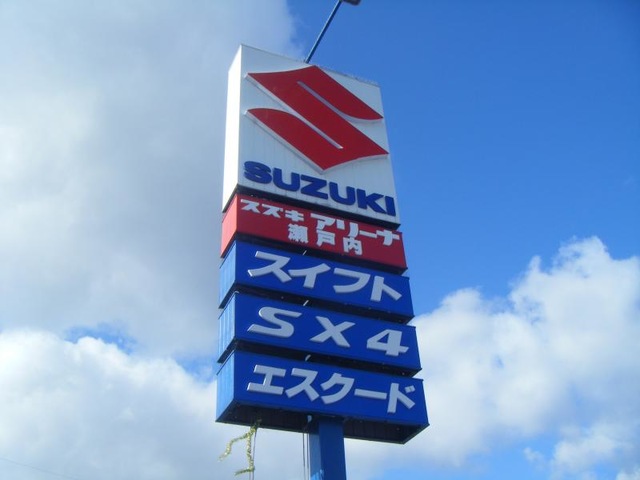 SUZUKI
スズキ アリーナ
瀬戸内
スイフト
SX4
エスクード